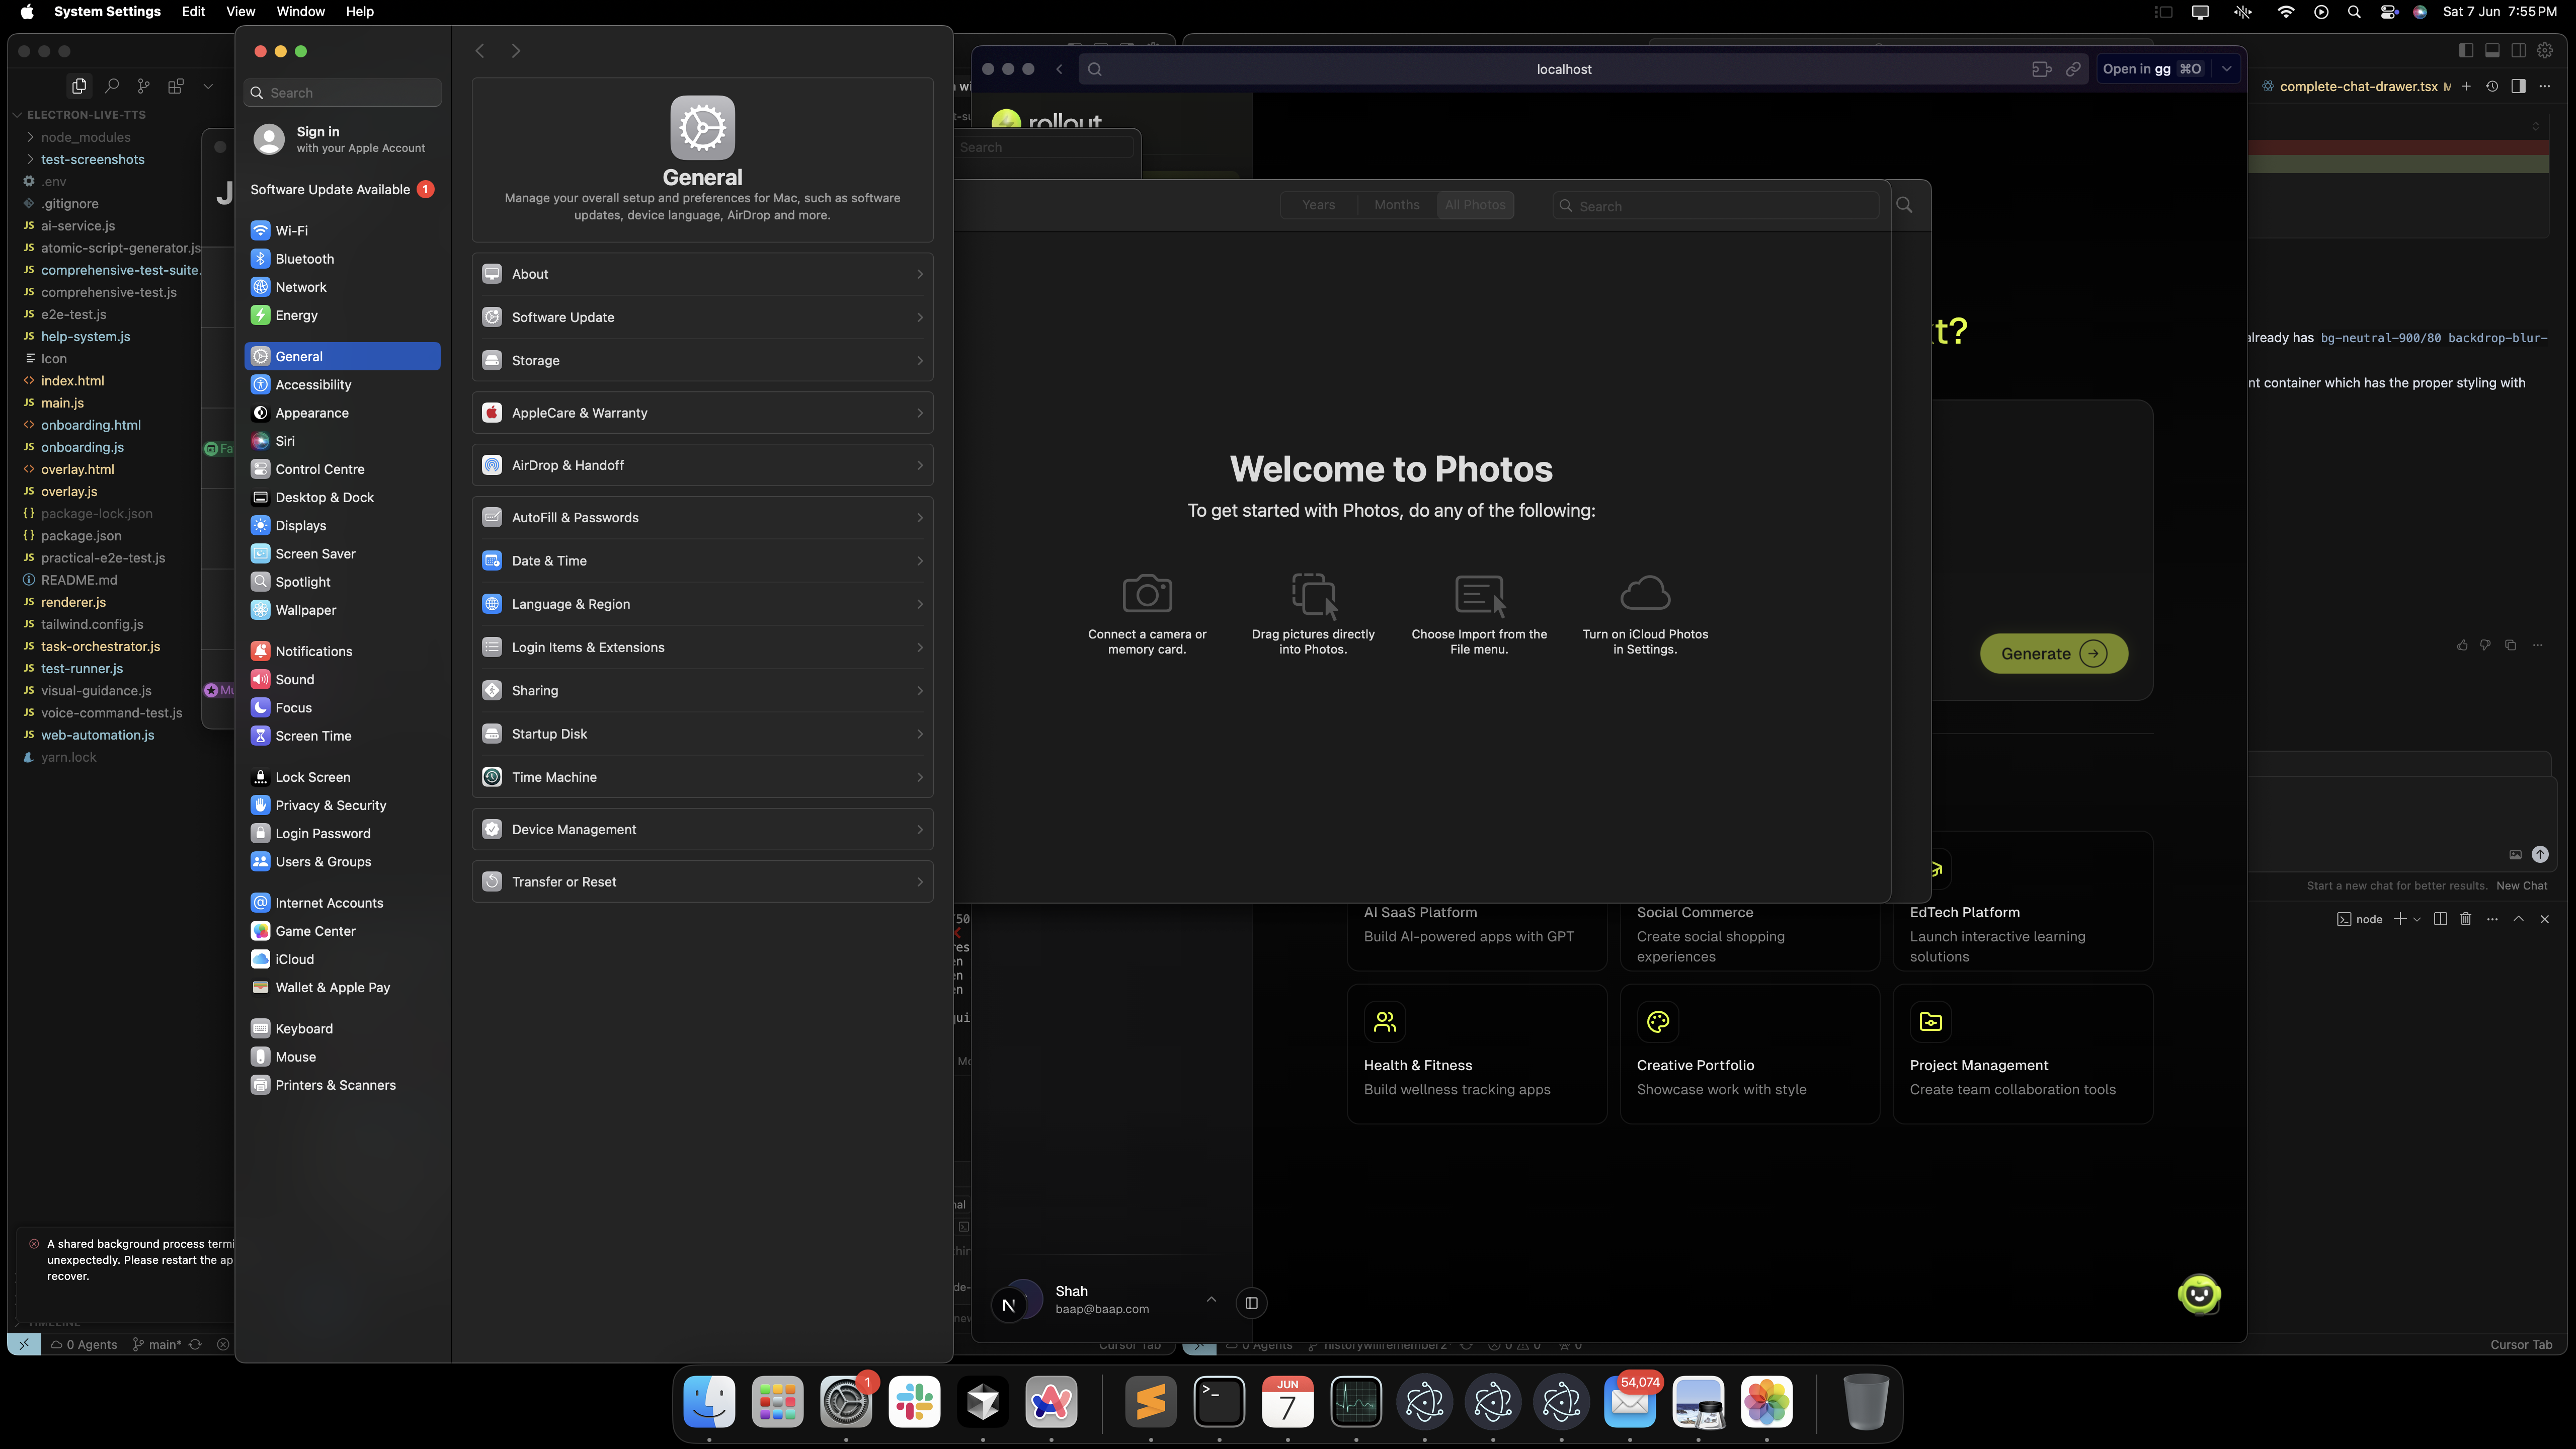 System Settings Edit View Window Help
Sat 7 Jun 7:55PM
ELECTRON-LIVE-TTS
node_modules
test-screenshots
.env
.gitignore
ai-service.js
atomic-script-generator.js
comprehensive-test-suite.
comprehensive-test.js
e2e-test.js
help-system.js
Icon
index.html
main.js
onboarding.html
onboarding.js
overlay.html
overlay.js
package-lock.json
package.json
practical-e2e-test.js
README.md
renderer.js
tailwind.config.js
task-orchestrator.js
test-runner.js
visual-guidance.js
voice-command-test.js
web-automation.js
yarn.lock
A shared background process termi
unexpectedly. Please restart the ap
recover.
TIMELINE
0 Agents main*
J
Fa
Mu
Search
Sign in
with your Apple Account
Software Update Available 1
Wi-Fi
Bluetooth
Network
Energy
General
Accessibility
Appearance
Siri
Control Centre
Desktop & Dock
Displays
Screen Saver
Spotlight
Wallpaper
Notifications
Sound
Focus
Screen Time
Lock Screen
Privacy & Security
Login Password
Users & Groups
Internet Accounts
Game Center
iCloud
Wallet & Apple Pay
Keyboard
Mouse
Printers & Scanners
General
Manage your overall setup and preferences for Mac, such as software
updates, device language, AirDrop and more.
About
Software Update
Storage
AppleCare & Warranty
AirDrop & Handoff
AutoFill & Passwords
Date & Time
Language & Region
Login Items & Extensions
Sharing
Startup Disk
Time Machine
Device Management
Transfer or Reset
localhost
Open in gg ⌘O
rollout
Search
Years Months All Photos
Search
Welcome to Photos
To get started with Photos, do any of the following:
Connect a camera or
memory card.
Drag pictures directly
into Photos.
Choose Import from the
File menu.
Turn on iCloud Photos
in Settings.
t?
Generate
AI SaaS Platform
Build AI-powered apps with GPT
Social Commerce
Create social shopping
experiences
EdTech Platform
Launch interactive learning
solutions
Health & Fitness
Build wellness tracking apps
Creative Portfolio
Showcase work with style
Project Management
Create team collaboration tools
N
Shah
baap@baap.com
Cursor Tab
0 Agents historywillremember2* 0 0 0
complete-chat-drawer.tsx M
already has bg-neutral-900/80 backdrop-blur-
nt container which has the proper styling with
Start a new chat for better results. New Chat
node
Cursor Tab
1
JUN
7
54,074